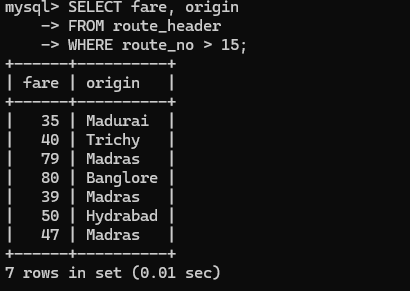 mysql> SELECT fare, origin
    -> FROM route_header
    -> WHERE route_no > 15;
+------+----------+
| fare | origin   |
+------+----------+
|   35 | Madurai  |
|   40 | Trichy   |
|   79 | Madras   |
|   80 | Banglore |
|   39 | Madras   |
|   50 | Hydrabad |
|   47 | Madras   |
+------+----------+
7 rows in set (0.01 sec)